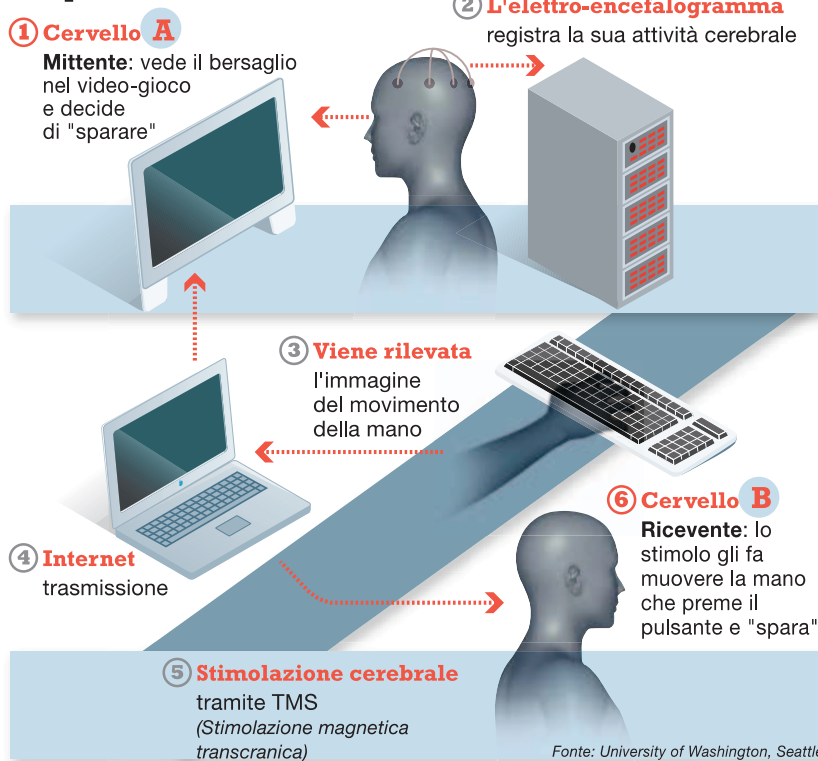 1 Cervello A
Mittente: vede il bersaglio
nel video-gioco
e decide
di "sparare"
2 L'elettro-encefalogramma
registra la sua attività cerebrale
3 Viene rilevata
l'immagine
del movimento
della mano
4 Internet
trasmissione
5 Stimolazione cerebrale
tramite TMS
(Stimolazione magnetica
transcranica)
6 Cervello B
Ricevente: lo
stimolo gli fa
muovere la mano
che preme il
pulsante e "spara"
Fonte: University of Washington, Seattle